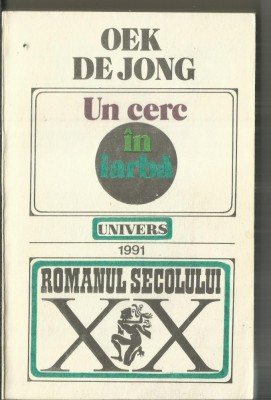 OEK
DE JONG
Un cerc
în
iarbă
UNIVERS
1991
ROMANUL SECOLULUI
XX